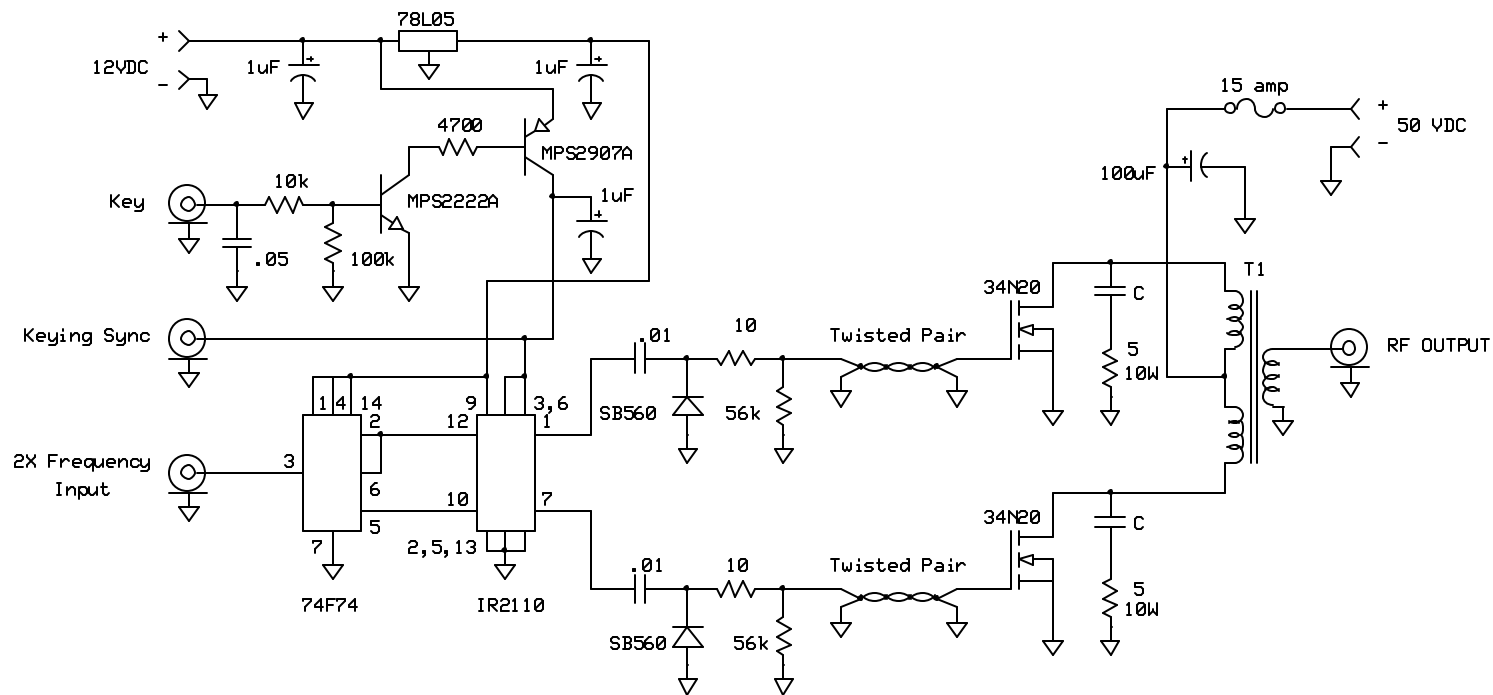 78L05
+
12VDC
-
1uF
+
1uF
+
15 amp
+
50 VDC
-
100uF
+
4700
MPS2907A
10k
Key
MPS2222A
1uF
+
.05
100k
T1
34N20
C
Keying Sync
.01
10
Twisted Pair
5
10W
RF OUTPUT
1 4 14
9
3,6
SB560
56k
2
12
1
2X Frequency
Input
3
6
10
7
5
34N20
C
7
2,5,13
.01
10
Twisted Pair
5
10W
74F74
IR2110
SB560
56k